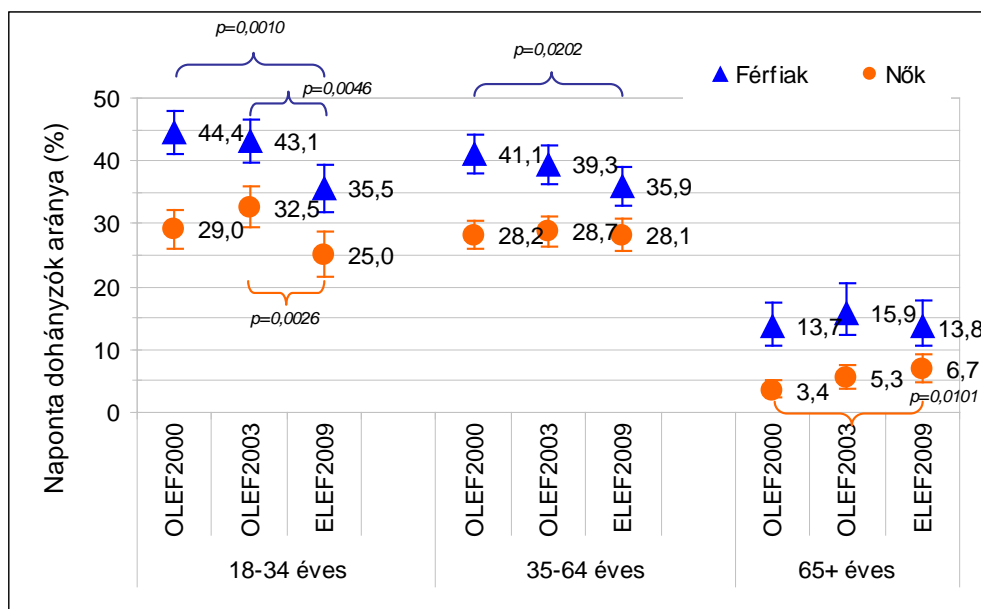 p=0,0010
p=0,0202
Férfiak
Nők
p=0,0046
Naponta dohányzók aránya (%)
50
40
30
20
10
0
44,4
43,1
35,5
29,0
32,5
25,0
p=0,0026
41,1
39,3
35,9
28,2
28,7
28,1
13,7
15,9
13,8
3,4
5,3
6,7
p=0,0101
OLEF2000
OLEF2003
ELEF2009
OLEF2000
OLEF2003
ELEF2009
OLEF2000
OLEF2003
ELEF2009
18-34 éves
35-64 éves
65+ éves